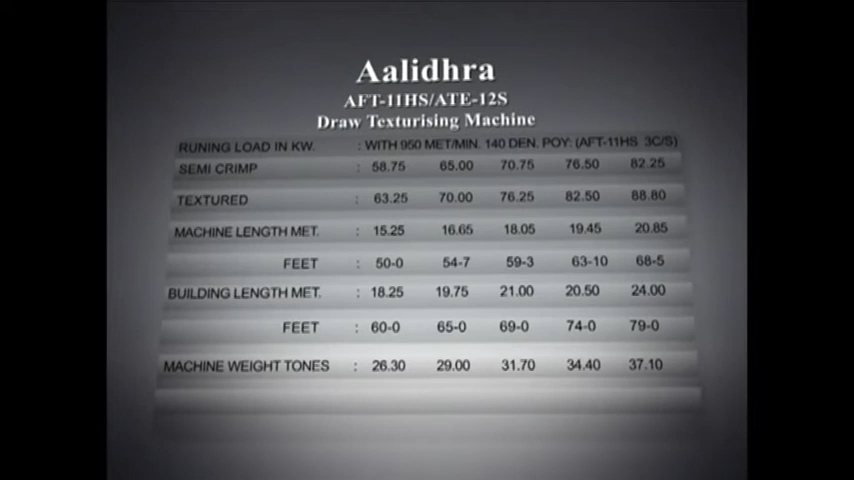 Aalidhra
AFT-11HS/ATE-12S
Draw Texturising Machine
RUNING LOAD IN KW. : WITH 950 MET/MIN. 140 DEN. POY: (AFT-11HS 3C/S)
SEMI CRIMP : 58.75 65.00 70.75 76.50 82.25
TEXTURED : 63.25 70.00 76.25 82.50 88.80
MACHINE LENGTH MET. : 15.25 16.65 18.05 19.45 20.85
FEET : 50-0 54-7 59-3 63-10 68-5
BUILDING LENGTH MET. : 18.25 19.75 21.00 20.50 24.00
FEET : 60-0 65-0 69-0 74-0 79-0
MACHINE WEIGHT TONES : 26.30 29.00 31.70 34.40 37.10